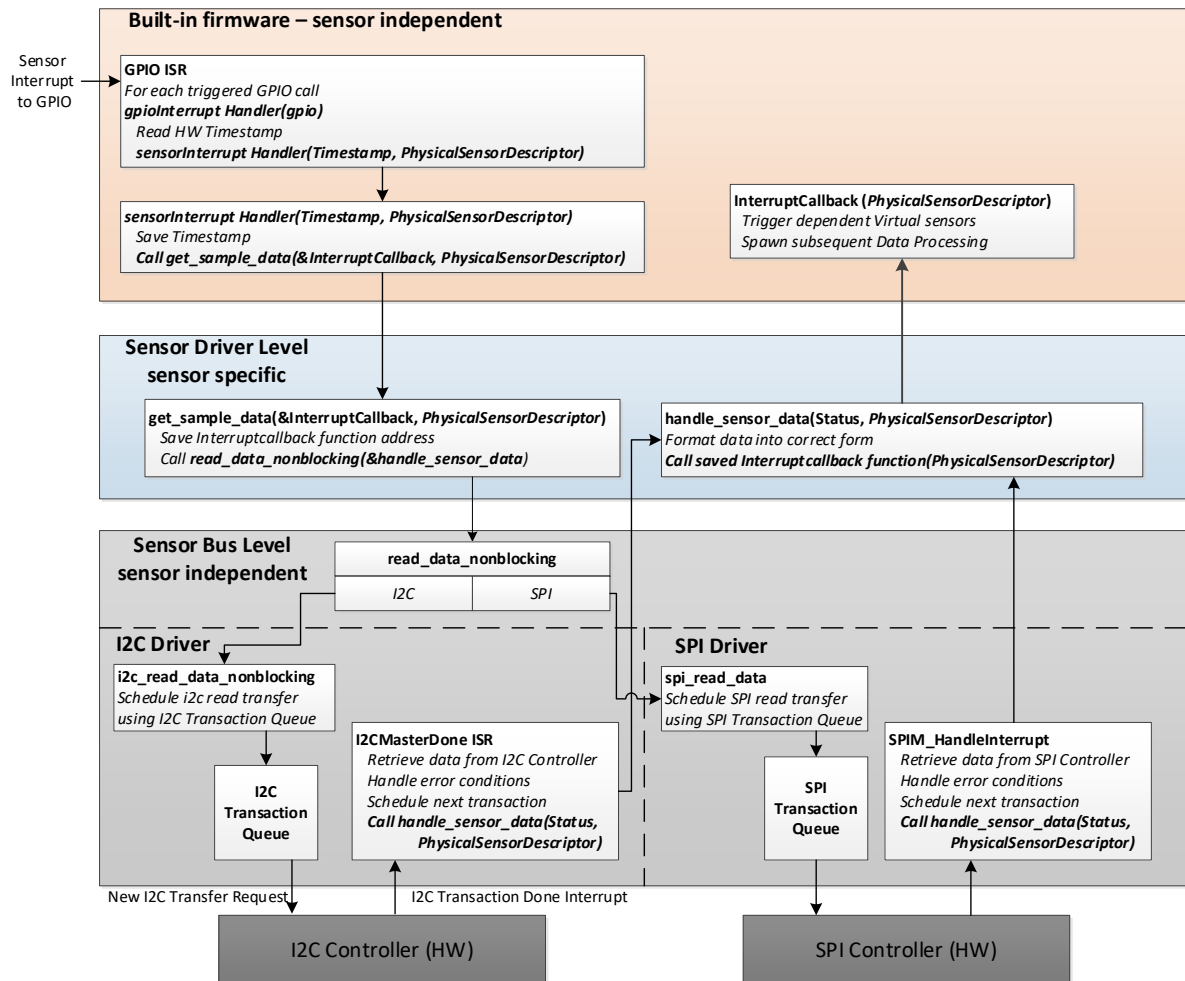 Built-in firmware – sensor independent
Sensor
Interrupt
to GPIO
GPIO ISR
For each triggered GPIO call
gpioInterrupt Handler(gpio)
Read HW Timestamp
sensorInterrupt Handler(Timestamp, PhysicalSensorDescriptor)
sensorInterrupt Handler(Timestamp, PhysicalSensorDescriptor)
Save Timestamp
Call get_sample_data(&InterruptCallback, PhysicalSensorDescriptor)
InterruptCallback (PhysicalSensorDescriptor)
Trigger dependent Virtual sensors
Spawn subsequent Data Processing
Sensor Driver Level
sensor specific
get_sample_data(&InterruptCallback, PhysicalSensorDescriptor)
Save Interruptcallback function address
Call read_data_nonblocking(&handle_sensor_data)
handle_sensor_data(Status, PhysicalSensorDescriptor)
Format data into correct form
Call saved Interruptcallback function(PhysicalSensorDescriptor)
Sensor Bus Level
sensor independent
read_data_nonblocking
I2C
SPI
I2C Driver
i2c_read_data_nonblocking
Schedule i2c read transfer
using I2C Transaction Queue
I2C
Transaction
Queue
I2CMasterDone ISR
Retrieve data from I2C Controller
Handle error conditions
Schedule next transaction
Call handle_sensor_data(Status,
PhysicalSensorDescriptor)
SPI Driver
spi_read_data
Schedule SPI read transfer
using SPI Transaction Queue
SPI
Transaction
Queue
SPIM_HandleInterrupt
Retrieve data from SPI Controller
Handle error conditions
Schedule next transaction
Call handle_sensor_data(Status,
PhysicalSensorDescriptor)
New I2C Transfer Request
I2C Transaction Done Interrupt
I2C Controller (HW)
SPI Controller (HW)